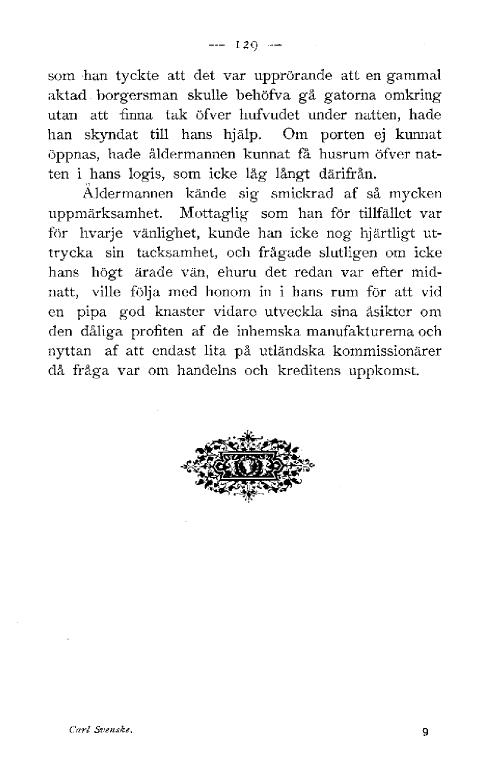 — 129 —
som han tyckte att det var upprörande att en gammal
aktad borgersman skulle behöfva gå gatorna omkring
utan att finna tak öfver hufvudet under natten, hade
han skyndat till hans hjälp. Om porten ej kunnat
öppnas, hade åldermannen kunnat få husrum öfver nat-
ten i hans logis, som icke låg långt därifrån.
Åldermannen kände sig smickrad af så mycken
uppmärksamhet. Mottaglig som han för tillfället var
för hvarje vänlighet, kunde han icke nog hjärtligt ut-
trycka sin tacksamhet, och frågade slutligen om icke
hans högt ärade vän, ehuru det redan var efter mid-
natt, ville följa med honom in i hans rum för att vid
en pipa god knaster vidare utveckla sina åsikter om
den dåliga profiten af de inhemska manufakturerna och
nyttan af att endast lita på utländska kommissionärer
då fråga var om handelns och kreditens uppkomst.
Carl Svenske. 9